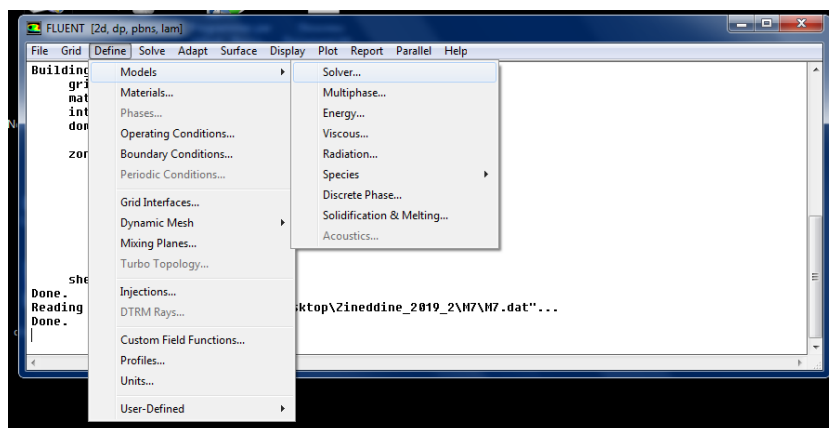 FLUENT [2d, dp, pbns, lam]
File Grid Define Solve Adapt Surface Display Plot Report Parallel Help
Building
gri
mat
int
dom
zon
she
Done.
Reading
sktop\Zineddine_2019_2\M7\M7.dat"...
Done.
Models
Materials...
Phases...
Operating Conditions...
Boundary Conditions...
Periodic Conditions...
Grid Interfaces...
Dynamic Mesh
Mixing Planes...
Turbo Topology...
Injections...
DTRM Rays...
Custom Field Functions...
Profiles...
Units...
User-Defined
Solver...
Multiphase...
Energy...
Viscous...
Radiation...
Species
Discrete Phase...
Solidification & Melting...
Acoustics...